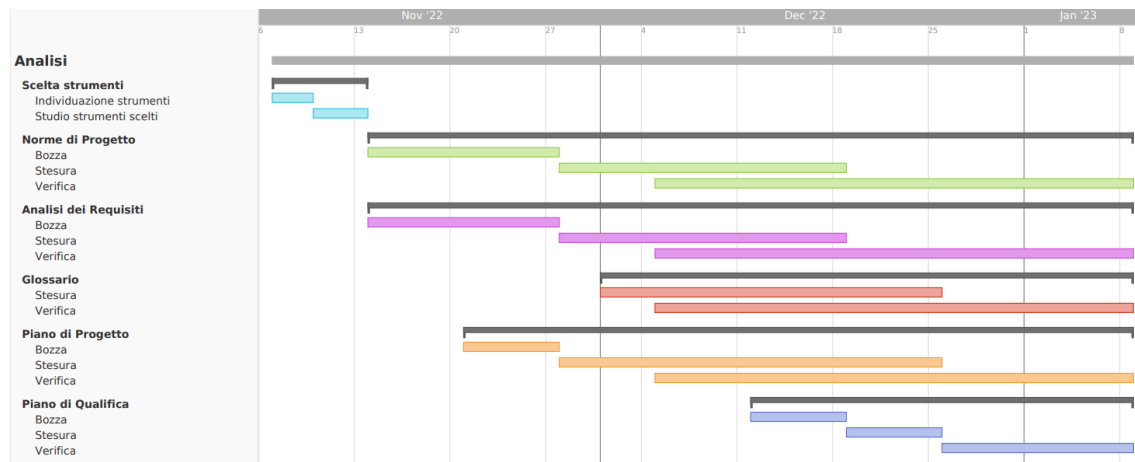 Nov '22 Dec '22 Jan '23
6 13 20 27 4 11 18 25 1 8
Analisi
Scelta strumenti
Individuazione strumenti
Studio strumenti scelti
Norme di Progetto
Bozza
Stesura
Verifica
Analisi dei Requisiti
Bozza
Stesura
Verifica
Glossario
Stesura
Verifica
Piano di Progetto
Bozza
Stesura
Verifica
Piano di Qualifica
Bozza
Stesura
Verifica